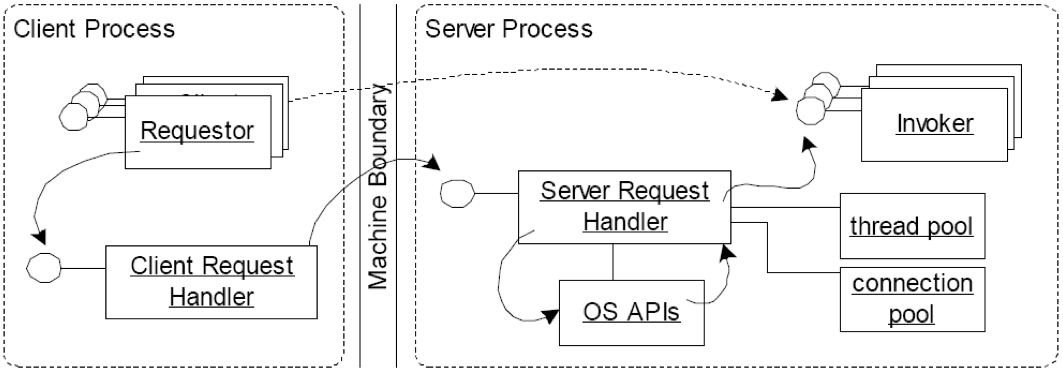 Client Process
Server Process
Requestor
Client Request
Handler
Machine Boundary
Server Request
Handler
OS APIs
Invoker
thread pool
connection
pool